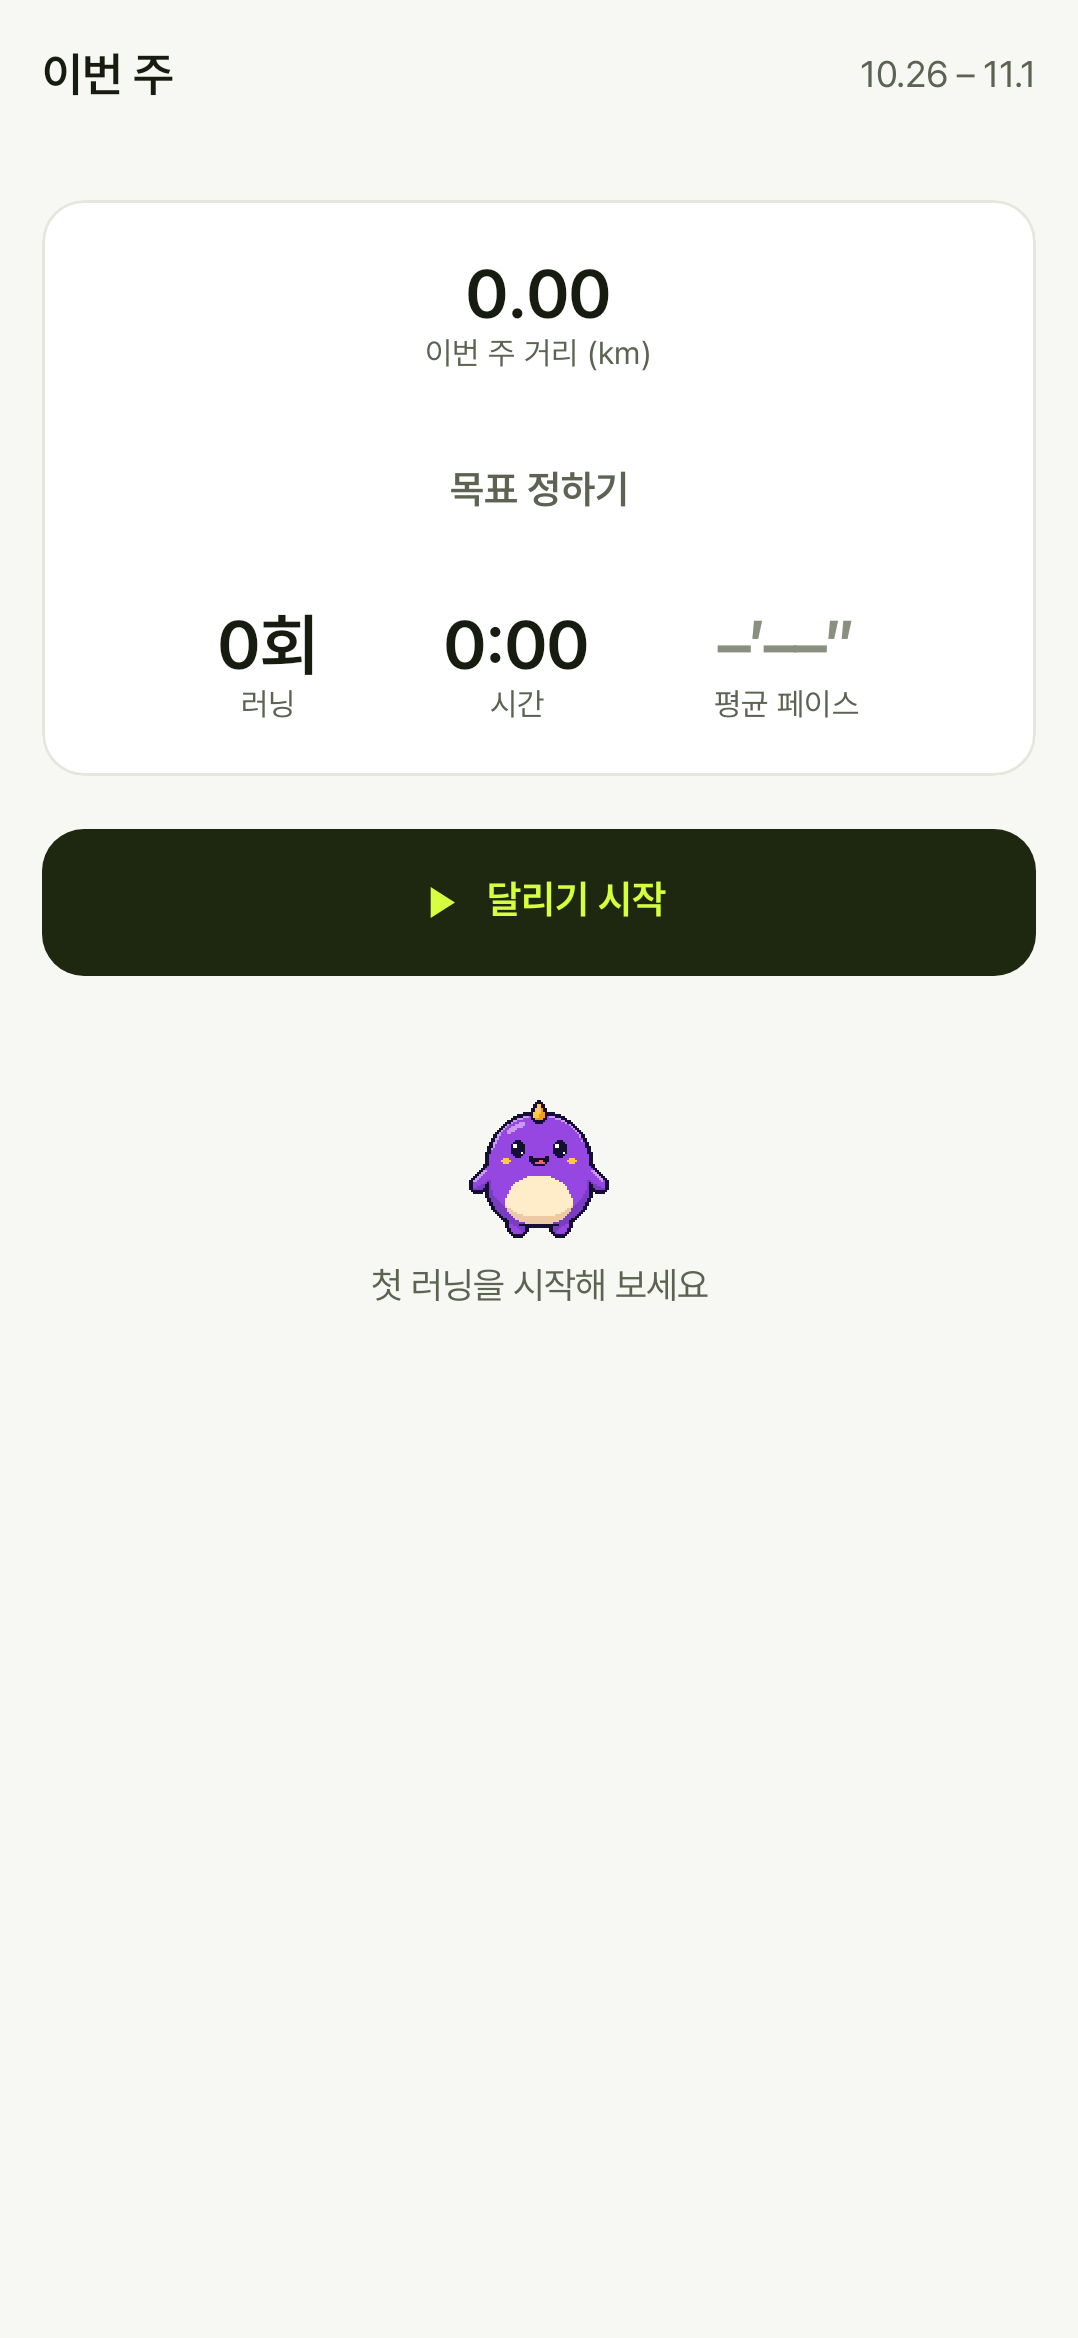 이번 주
10.26 – 11.1
0.00
이번 주 거리 (km)
목표 정하기
0회 0:00 –′––″
러닝 시간 평균 페이스
▶ 달리기 시작
첫 러닝을 시작해 보세요